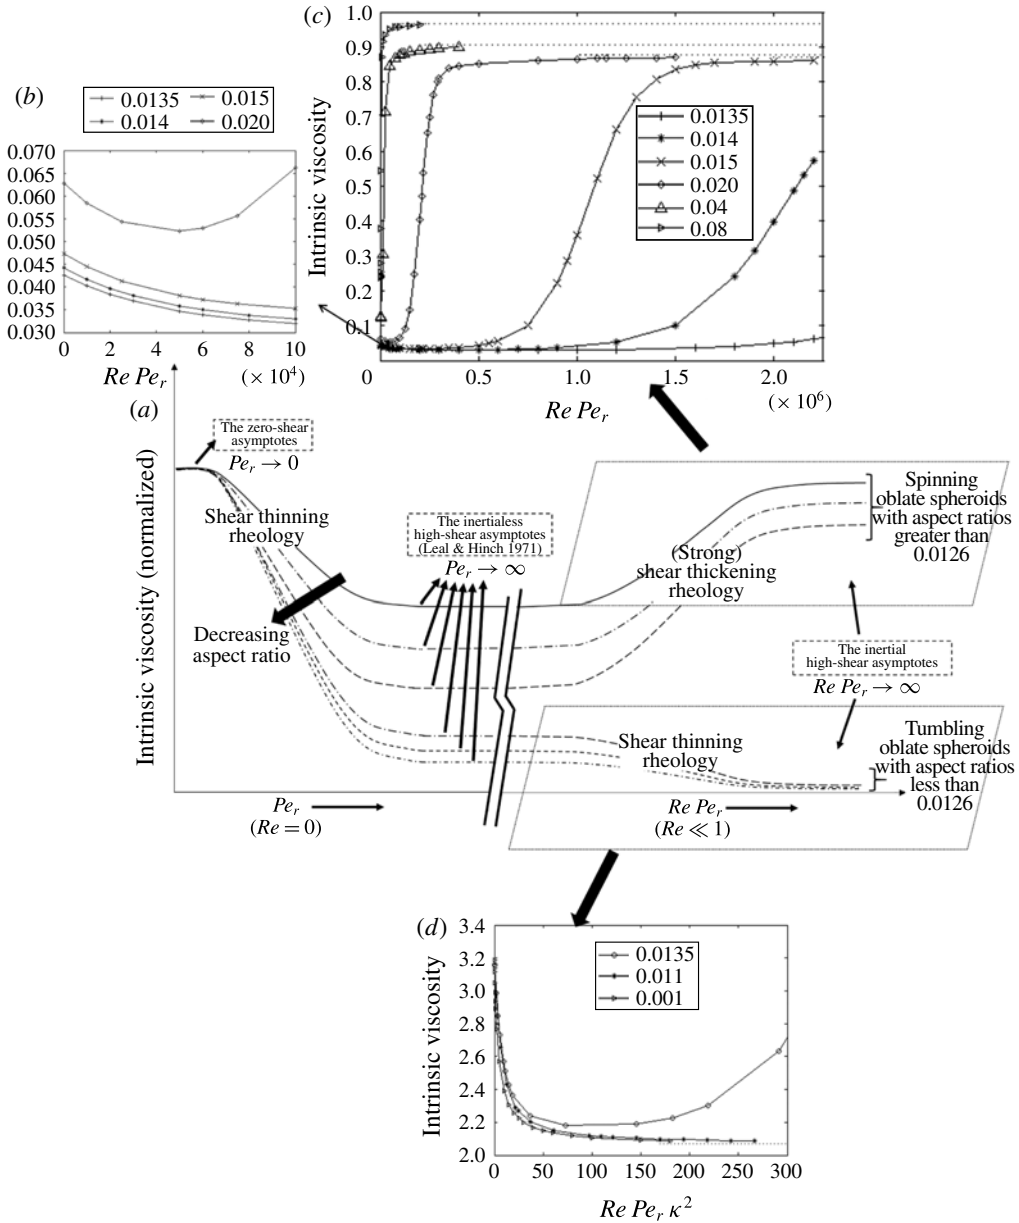 (c)
1.0
0.9
0.8
0.7
0.6
0.5
0.4
0.3
0.2
0.1
Intrinsic viscosity
0.0135
0.014
0.015
0.020
0.04
0.08
0 0.5 1.0 1.5 2.0
Re Pe_r (× 10^6)
(b)
0.0135 0.015
0.014 0.020
0.070
0.065
0.060
0.055
0.050
0.045
0.040
0.035
0.030
0 2 4 6 8 10
Re Pe_r (× 10^4)
(a)
Intrinsic viscosity (normalized)
The zero-shear
asymptotes
Pe_r → 0
Shear thinning
rheology
Decreasing
aspect ratio
The inertialess
high-shear asymptotes
(Leal & Hinch 1971)
Pe_r → ∞
(Strong)
shear thickening
rheology
Spinning
oblate spheroids
with aspect ratios
greater than
0.0126
The inertial
high-shear asymptotes
Re Pe_r → ∞
Shear thinning
rheology
Tumbling
oblate spheroids
with aspect ratios
less than
0.0126
Pe_r
(Re = 0)
Re Pe_r
(Re ≪ 1)
(d)
3.4
3.2
3.0
2.8
2.6
2.4
2.2
2.0
Intrinsic viscosity
0.0135
0.011
0.001
0 50 100 150 200 250 300
Re Pe_r κ^2